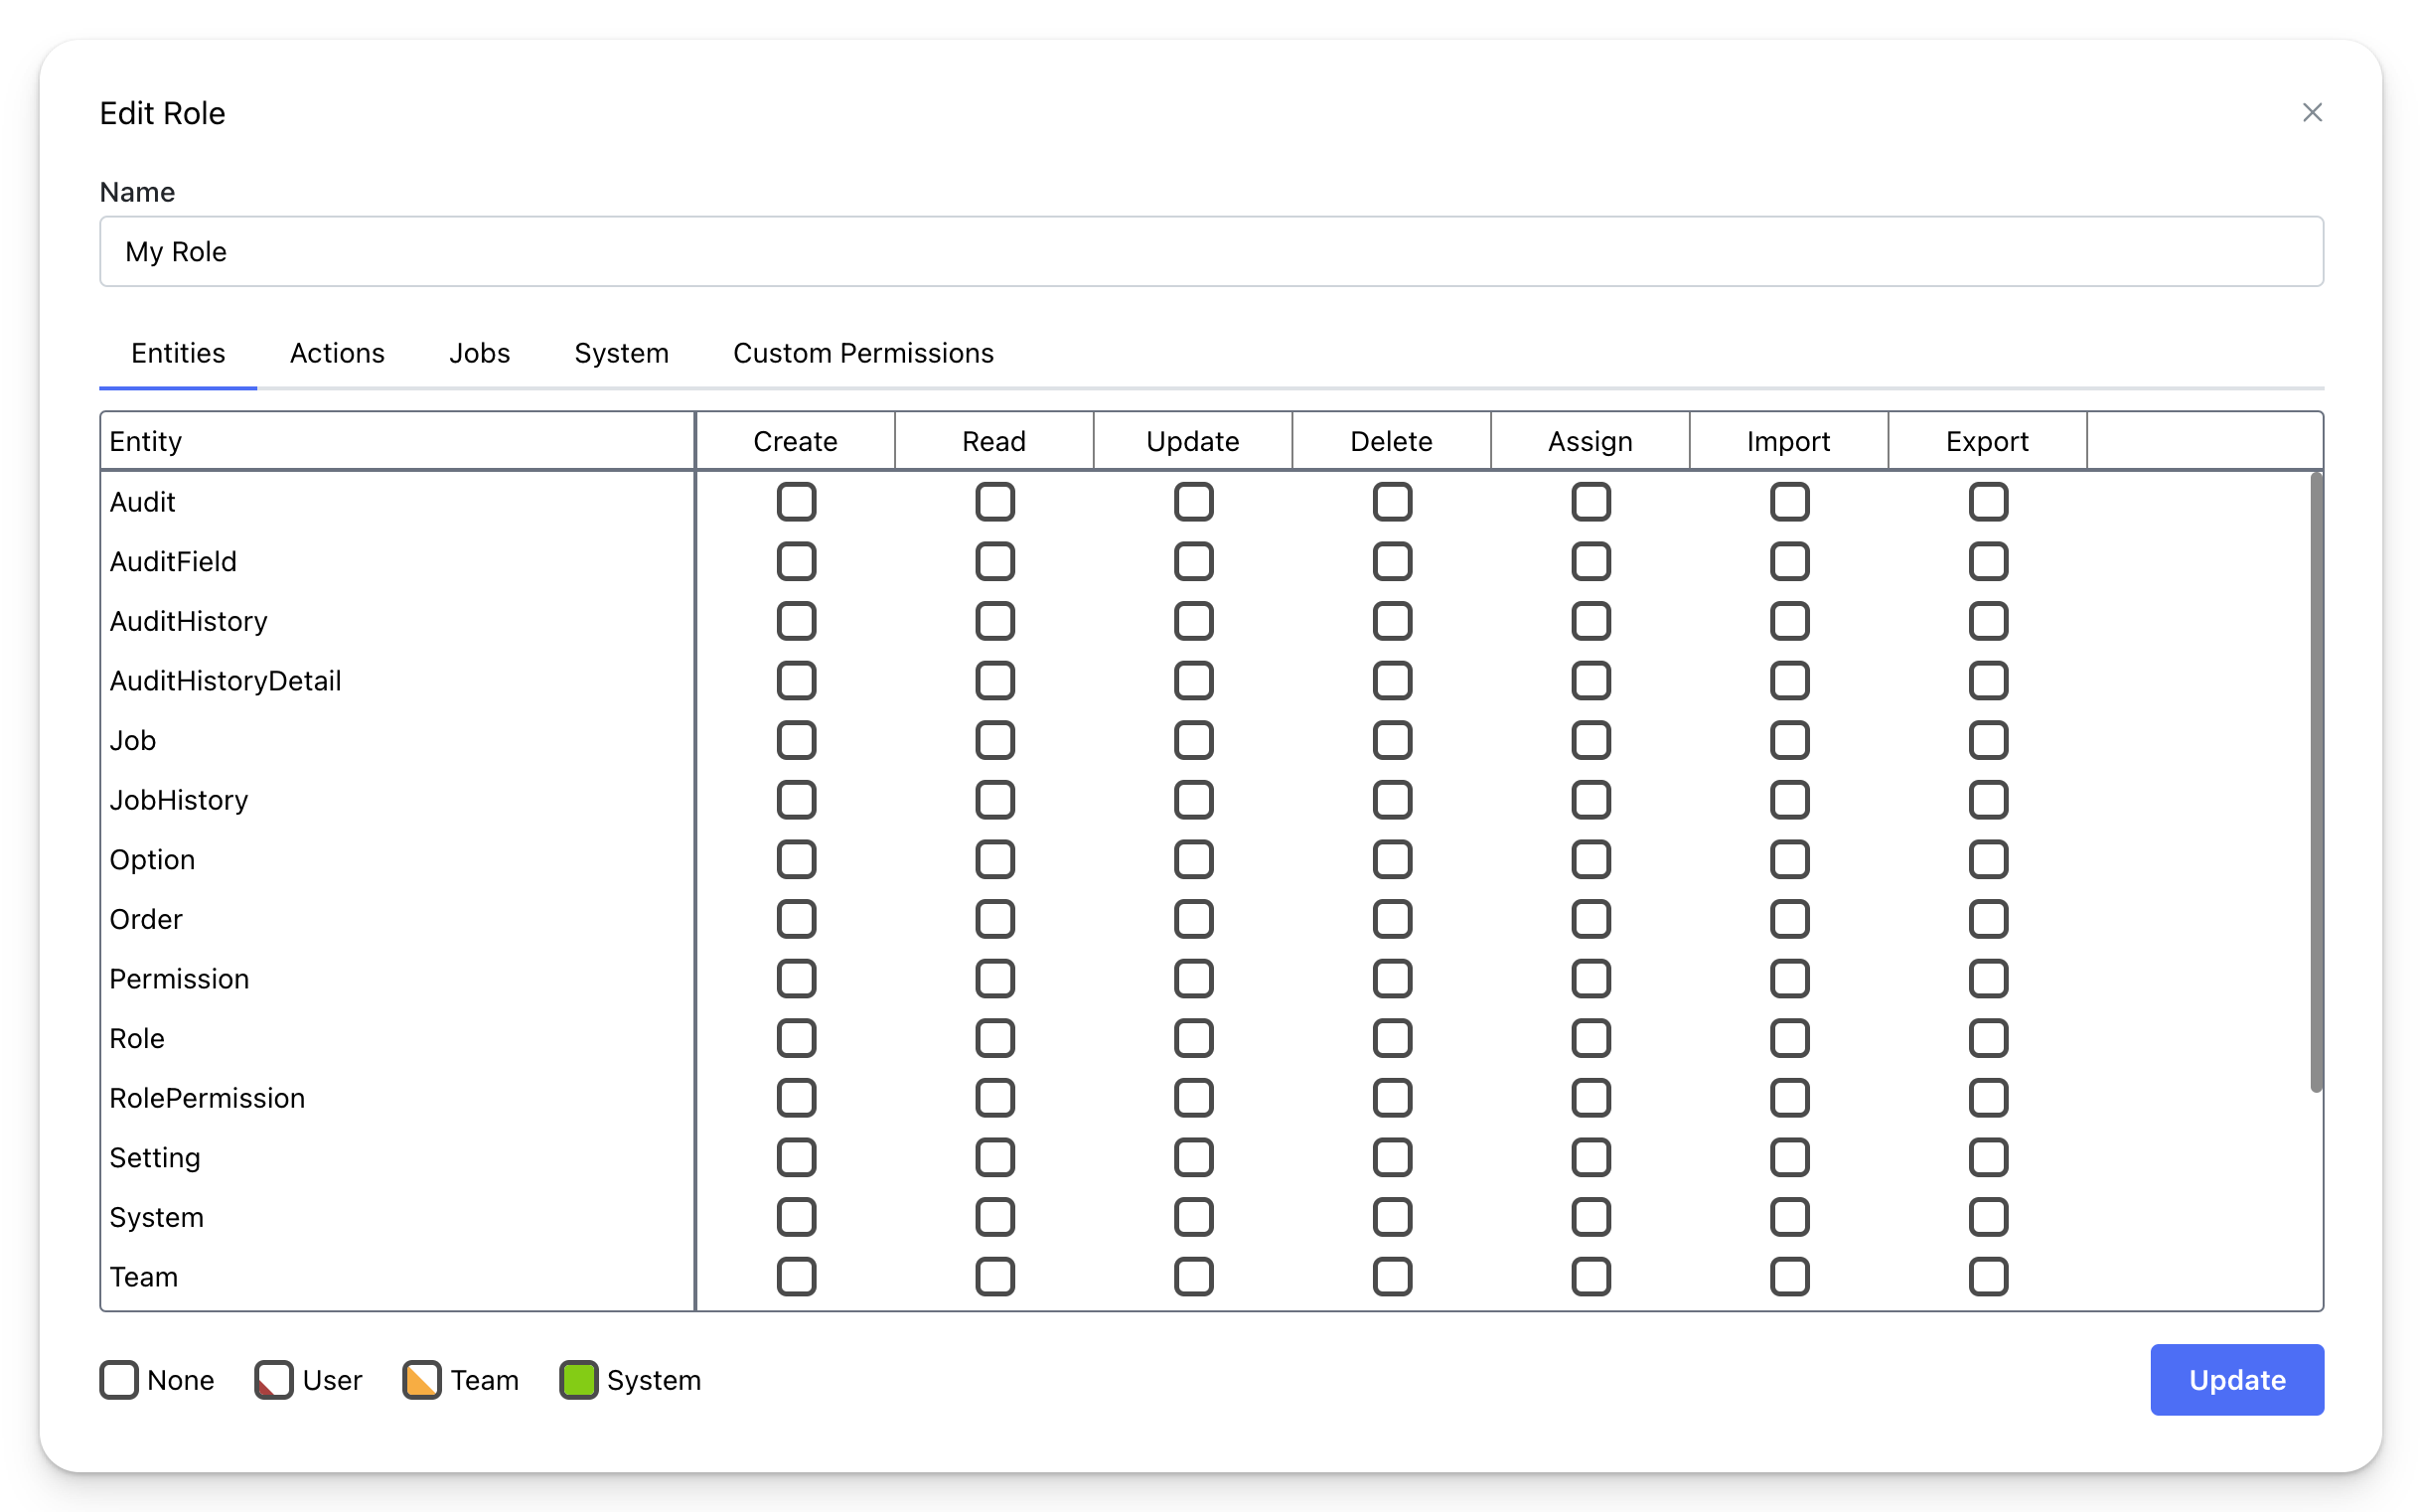 Edit Role
Name
My Role
Entities Actions Jobs System Custom Permissions
Entity Create Read Update Delete Assign Import Export
Audit
AuditField
AuditHistory
AuditHistoryDetail
Job
JobHistory
Option
Order
Permission
Role
RolePermission
Setting
System
Team
None User Team System Update